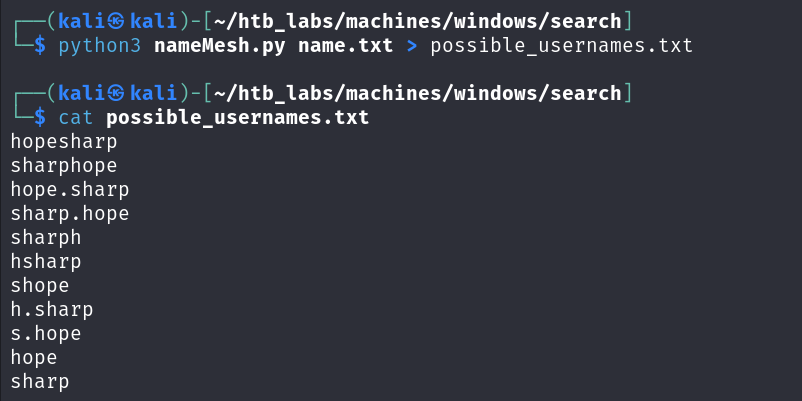 ┌──(kali㉿kali)-[~/htb_labs/machines/windows/search]
└─$ python3 nameMesh.py name.txt > possible_usernames.txt
┌──(kali㉿kali)-[~/htb_labs/machines/windows/search]
└─$ cat possible_usernames.txt
hopesharp
sharphope
hope.sharp
sharp.hope
sharph
hsharp
shope
h.sharp
s.hope
hope
sharp